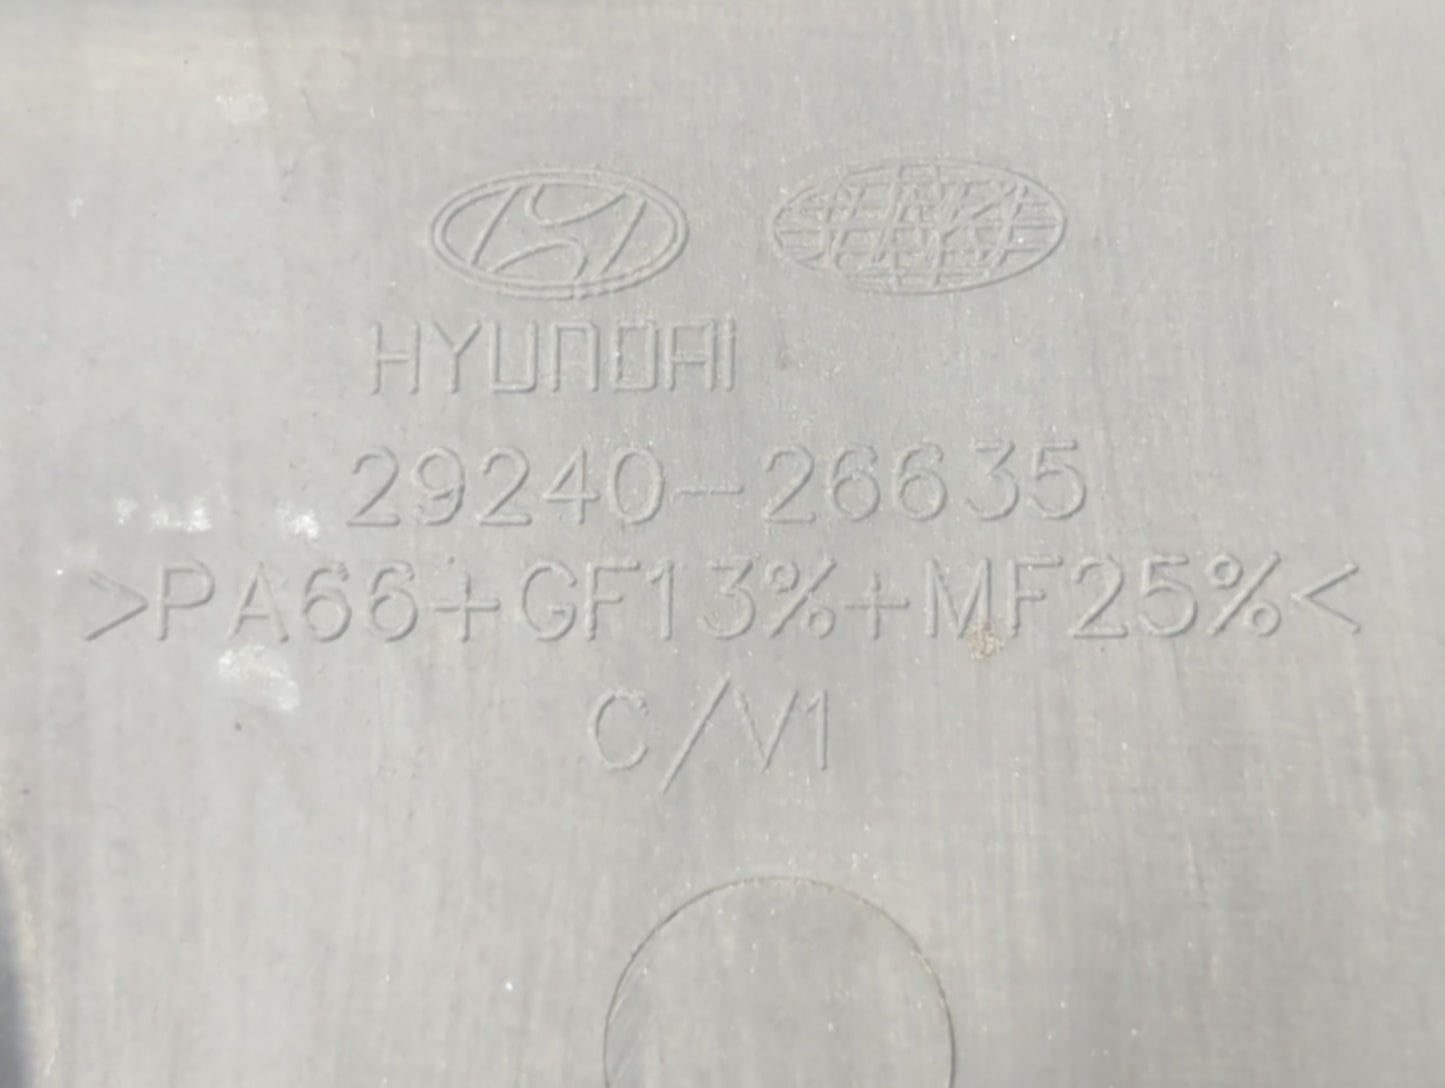 HYUNDAI
29240-26635
>PA66+GF13%+MF25%<
C/V1